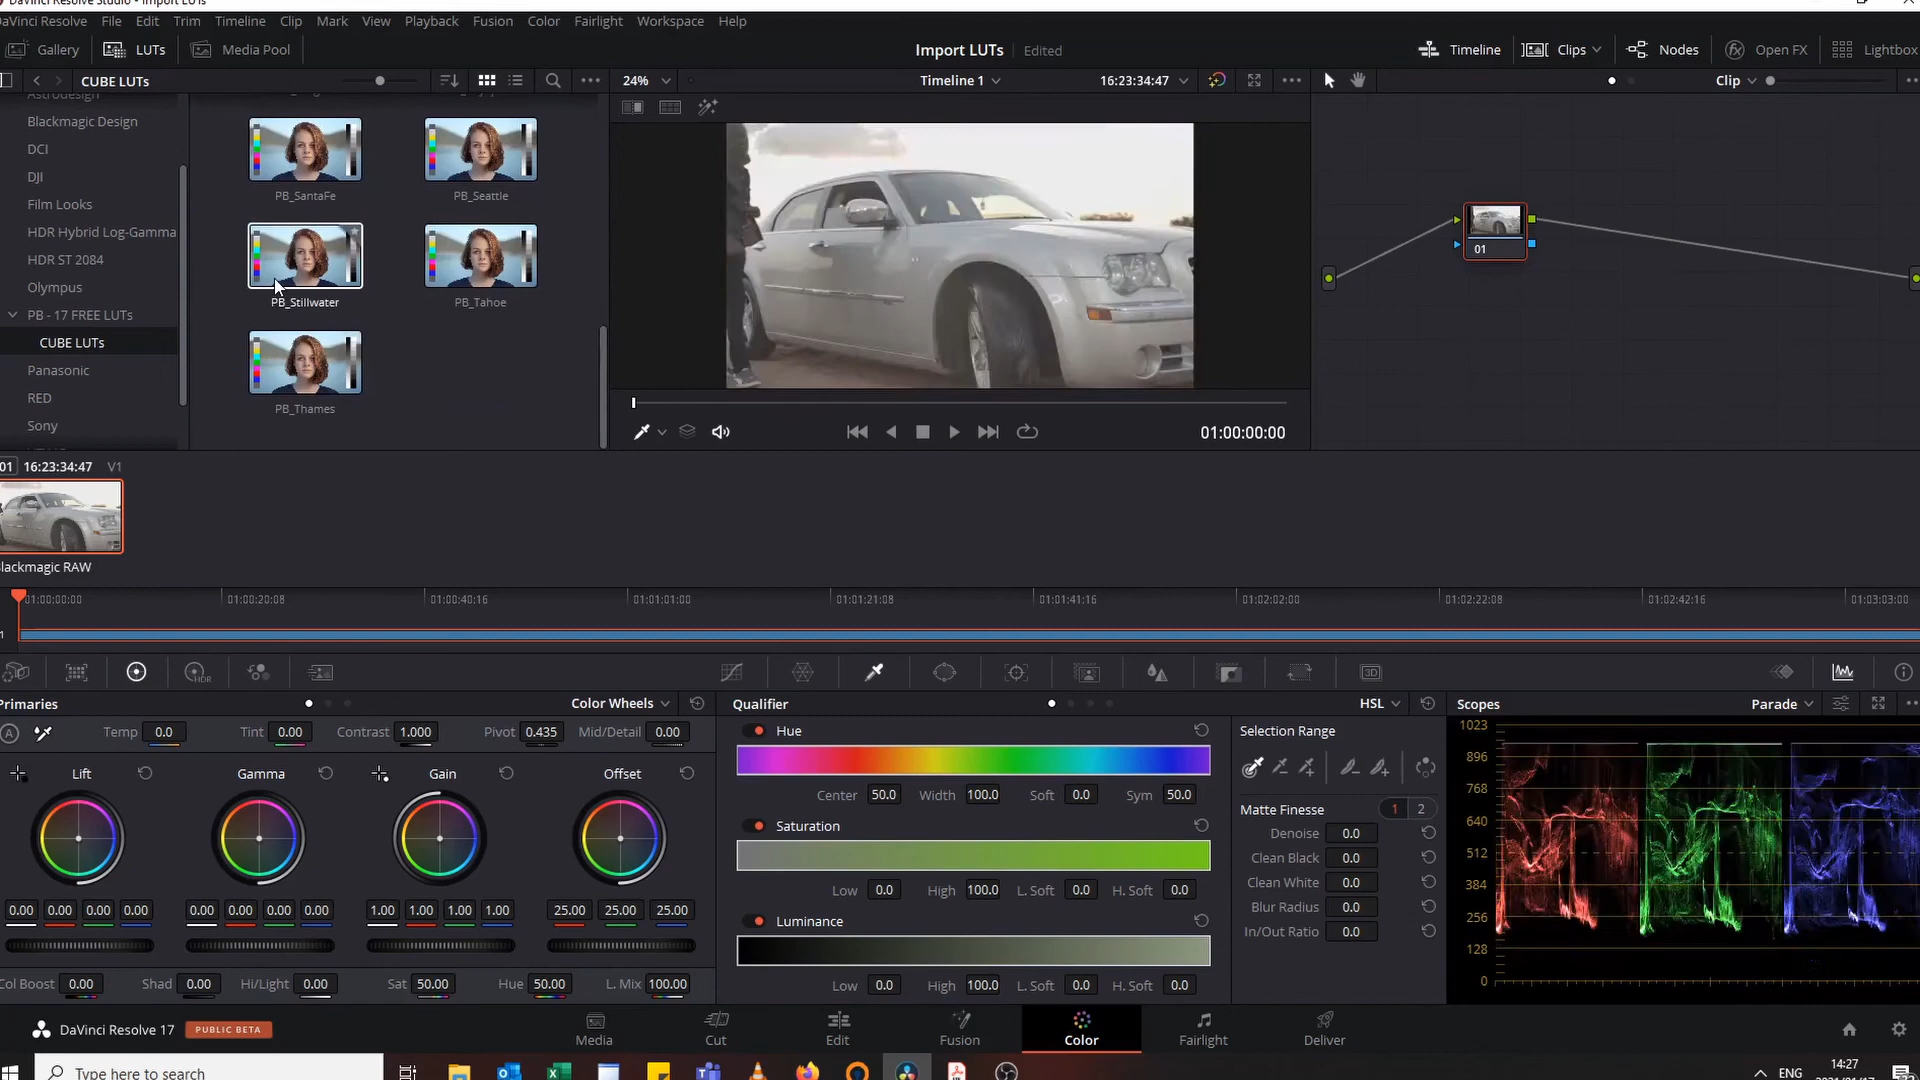 DaVinci Resolve Studio - Import LUTs
DaVinci Resolve File Edit Trim Timeline Clip Mark View Playback Fusion Color Fairlight Workspace Help
Gallery LUTs Media Pool Import LUTs Edited Timeline Clips Nodes Open FX Lightbox
CUBE LUTs 24% Timeline 1 16:23:34:47 Clip
Astrodesign
Blackmagic Design
DCI
DJI
Film Looks
HDR Hybrid Log-Gamma
HDR ST 2084
Olympus
PB - 17 FREE LUTs
CUBE LUTs
Panasonic
RED
Sony
PB_SantaFe PB_Seattle
PB_Stillwater PB_Tahoe
PB_Thames
01
01:00:00:00
01 16:23:34:47 V1
lackmagic RAW
01:00:00:00 01:00:20:08 01:00:40:16 01:01:01:00 01:01:21:08 01:01:41:16 01:02:02:00 01:02:22:08 01:02:42:16 01:03:03:00
1
HDR 3D
Primaries Color Wheels Qualifier HSL Scopes Parade
A Temp 0.0 Tint 0.00 Contrast 1.000 Pivot 0.435 Mid/Detail 0.00
Lift Gamma Gain Offset
0.00 0.00 0.00 0.00 0.00 0.00 0.00 0.00 1.00 1.00 1.00 1.00 25.00 25.00 25.00
Col Boost 0.00 Shad 0.00 Hi/Light 0.00 Sat 50.00 Hue 50.00 L. Mix 100.00
Hue
Center 50.0 Width 100.0 Soft 0.0 Sym 50.0
Saturation
Low 0.0 High 100.0 L. Soft 0.0 H. Soft 0.0
Luminance
Low 0.0 High 100.0 L. Soft 0.0 H. Soft 0.0
Selection Range
Matte Finesse 1 2
Denoise 0.0
Clean Black 0.0
Clean White 0.0
Blur Radius 0.0
In/Out Ratio 0.0
1023
896
768
640
512
384
256
128
0
DaVinci Resolve 17 PUBLIC BETA Media Cut Edit Fusion Color Fairlight Deliver
Type here to search ENG 14:27
2021/01/17